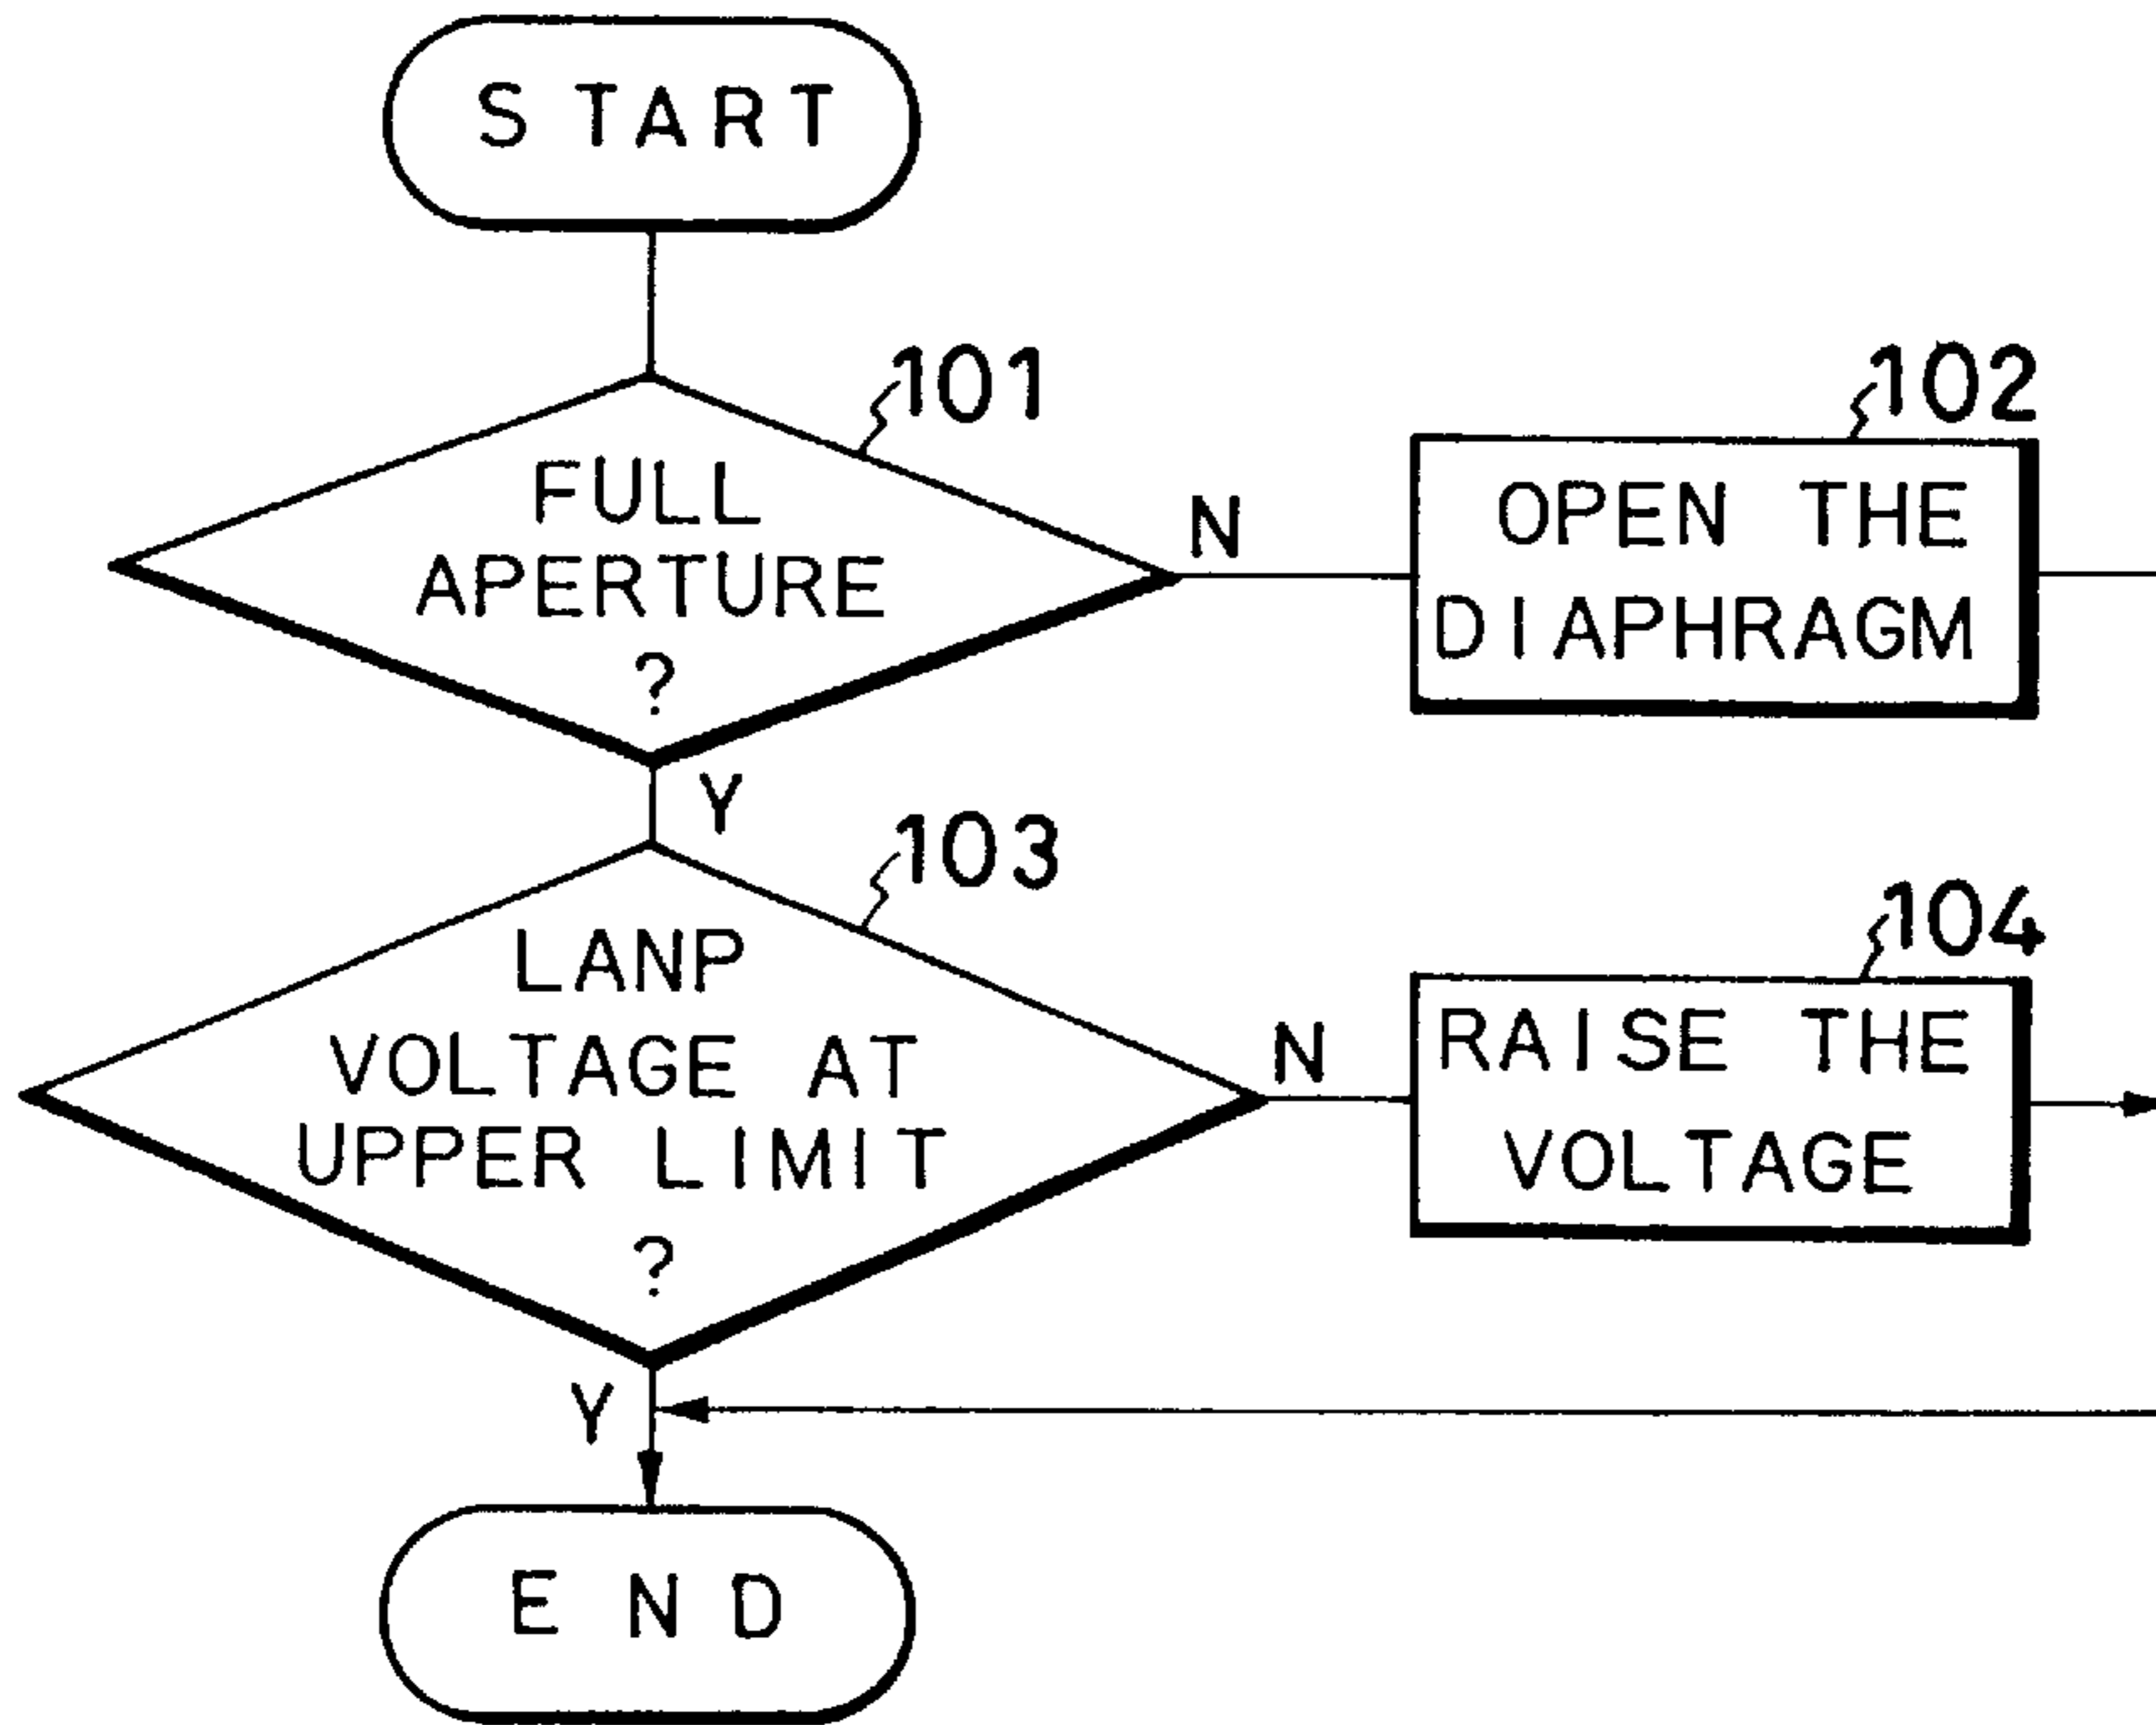 START
101
FULL
APERTURE
?
N
102
OPEN THE
DIAPHRAGM
Y
103
LANP
VOLTAGE AT
UPPER LIMIT
?
N
104
RAISE THE
VOLTAGE
Y
END